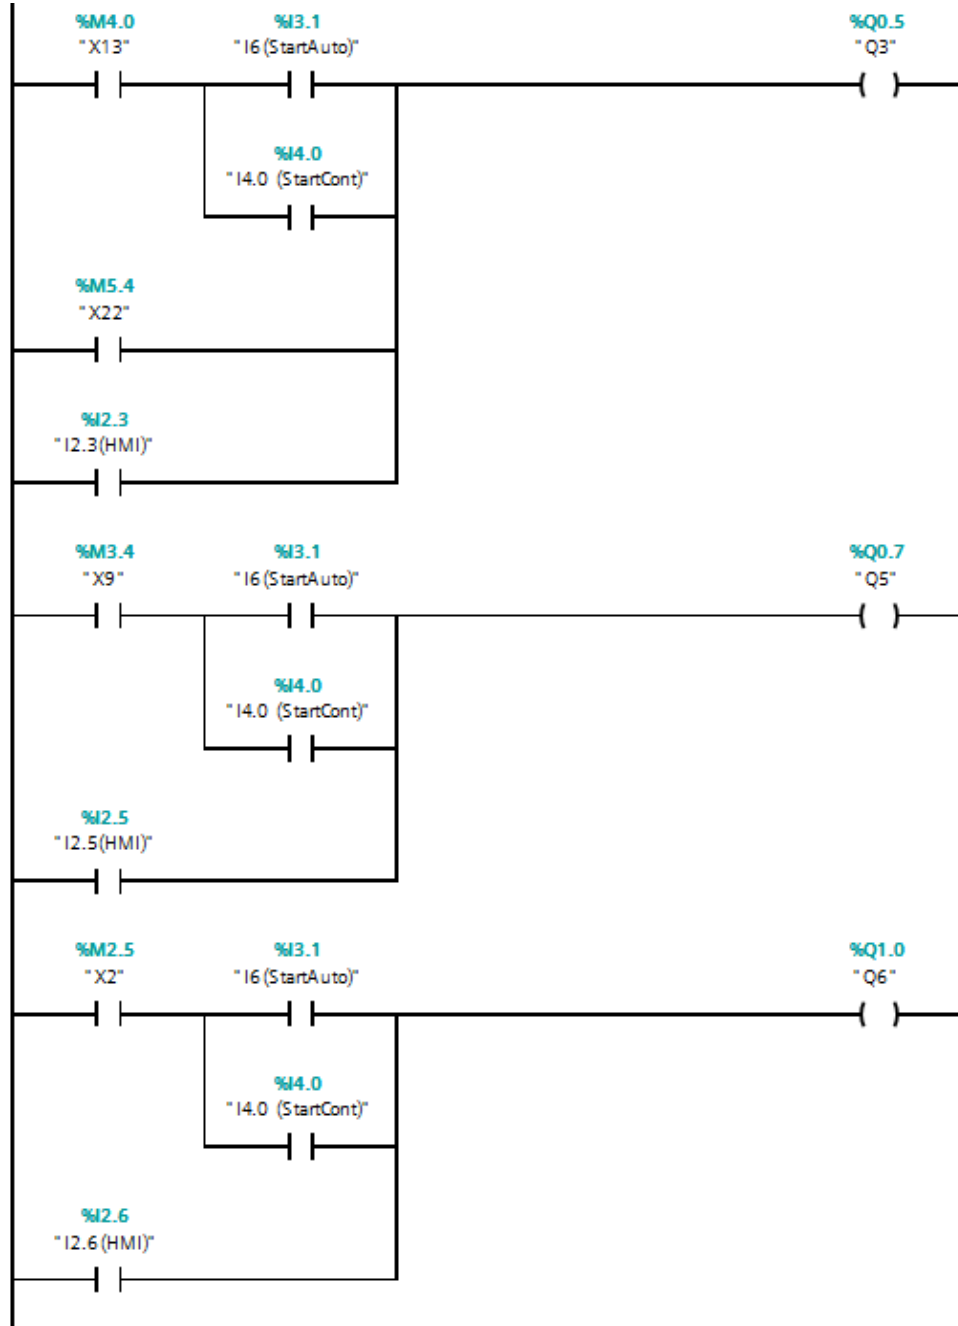 %M4.0 %I3.1 %Q0.5
"X13" "I6(StartAuto)" "Q3"
%I4.0
"I4.0 (StartCont)"
%M5.4
"X22"
%I2.3
"I2.3(HMI)"
%M3.4 %I3.1 %Q0.7
"X9" "I6(StartAuto)" "Q5"
%I4.0
"I4.0 (StartCont)"
%I2.5
"I2.5(HMI)"
%M2.5 %I3.1 %Q1.0
"X2" "I6(StartAuto)" "Q6"
%I4.0
"I4.0 (StartCont)"
%I2.6
"I2.6(HMI)"